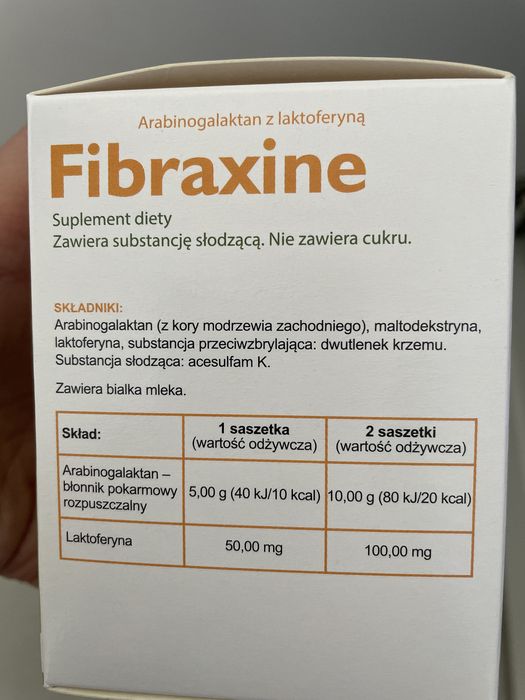 Arabinogalaktan z laktoferyną
Fibraxine
Suplement diety
Zawiera substancję słodzącą. Nie zawiera cukru.
SKŁADNIKI:
Arabinogalaktan (z kory modrzewia zachodniego), maltodekstryna,
laktoferyna, substancja przeciwzbrylająca: dwutlenek krzemu.
Substancja słodząca: acesulfam K.
Zawiera bialka mleka.
Skład:
1 saszetka
(wartość odżywcza)
2 saszetki
(wartość odżywcza)
Arabinogalaktan –
błonnik pokarmowy
rozpuszczalny
5,00 g (40 kJ/10 kcal)
10,00 g (80 kJ/20 kcal)
Laktoferyna
50,00 mg
100,00 mg